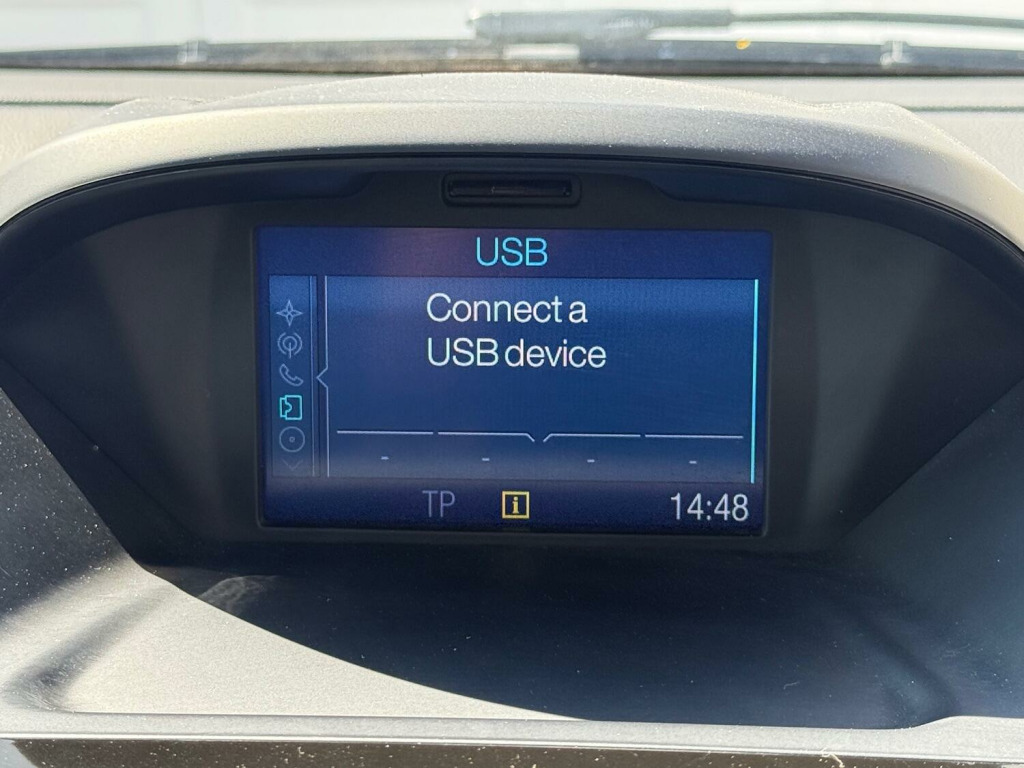 USB
Connect a
USB device
- - - -
TP i 14:48